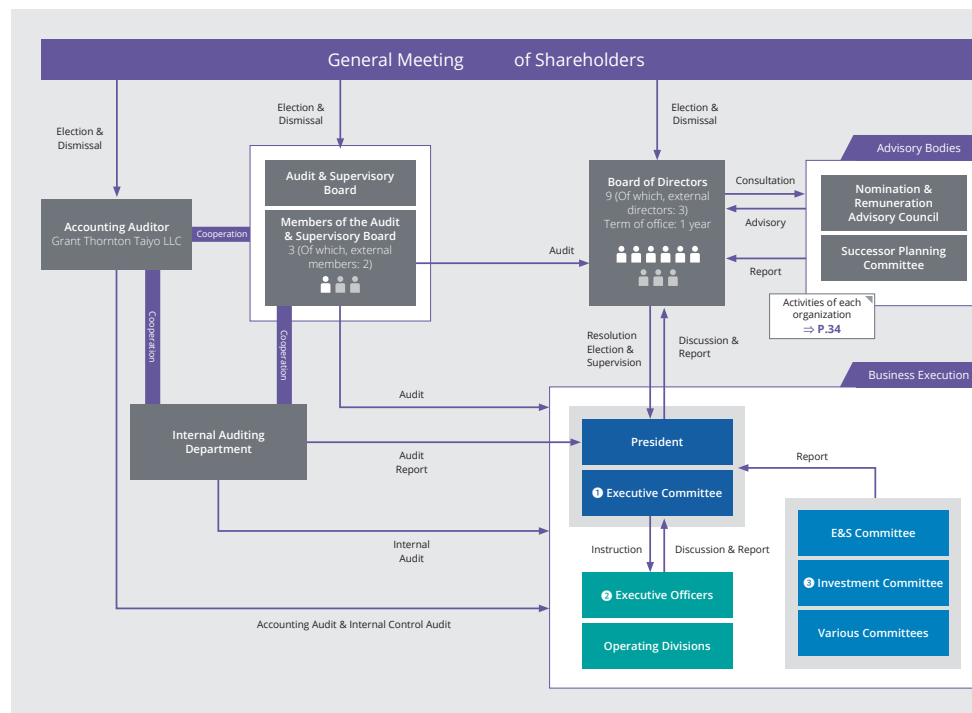 General Meeting of Shareholders
Election &
Dismissal
Election &
Dismissal
Election &
Dismissal
Advisory Bodies
Audit & Supervisory
Board
Members of the Audit
& Supervisory Board
3 (Of which, external
members: 2)
Accounting Auditor
Grant Thornton Taiyo LLC
Cooperation
Cooperation
Cooperation
Audit
Board of Directors
9 (Of which, external
directors: 3)
Term of office: 1 year
Consultation
Advisory
Report
Nomination &
Remuneration
Advisory Council
Successor Planning
Committee
Activities of each
organization
⇒ P.34
Resolution
Election &
Supervision
Discussion &
Report
Business Execution
Audit
Internal Auditing
Department
Audit
Report
President
❶ Executive Committee
Report
Internal
Audit
Instruction
Discussion & Report
E&S Committee
❸ Investment Committee
Various Committees
❷ Executive Officers
Operating Divisions
Accounting Audit & Internal Control Audit